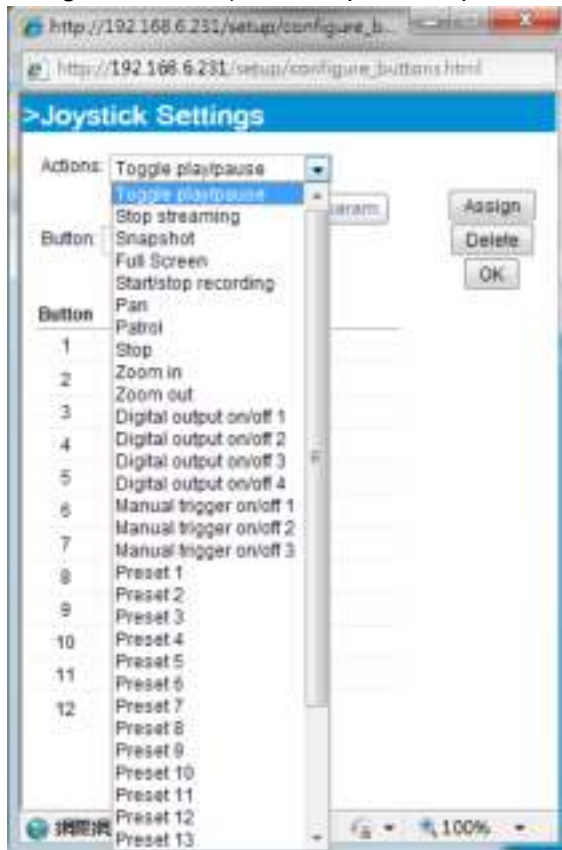 http://192.168.6.231/setup/configure_b...
http://192.168.6.231/setup/configure_buttons.html
>Joystick Settings
Actions: Toggle play/pause
Toggle play/pause
Stop streaming
Snapshot
Full Screen
Start/stop recording
Pan
Patrol
Stop
Zoom in
Zoom out
Digital output on/off 1
Digital output on/off 2
Digital output on/off 3
Digital output on/off 4
Manual trigger on/off 1
Manual trigger on/off 2
Manual trigger on/off 3
Preset 1
Preset 2
Preset 3
Preset 4
Preset 5
Preset 6
Preset 7
Preset 8
Preset 9
Preset 10
Preset 11
Preset 12
Preset 13
aram
Assign
Button:
Delete
OK
Button
1
2
3
4
5
6
7
8
9
10
11
12
網際網
100%